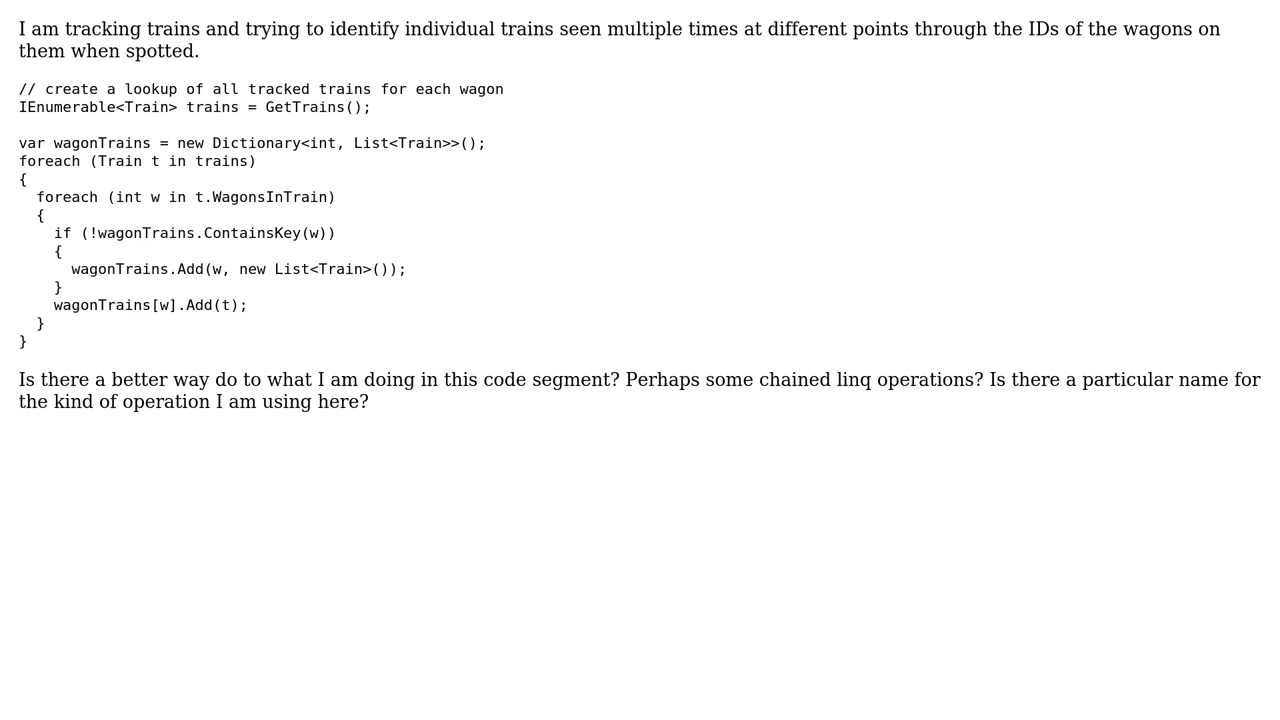 I am tracking trains and trying to identify individual trains seen multiple times at different points through the IDs of the wagons on
them when spotted.
// create a lookup of all tracked trains for each wagon
IEnumerable<Train> trains = GetTrains();
var wagonTrains = new Dictionary<int, List<Train>>();
foreach (Train t in trains)
{
  foreach (int w in t.WagonsInTrain)
  {
    if (!wagonTrains.ContainsKey(w))
    {
      wagonTrains.Add(w, new List<Train>());
    }
    wagonTrains[w].Add(t);
  }
}
Is there a better way do to what I am doing in this code segment? Perhaps some chained linq operations? Is there a particular name for
the kind of operation I am using here?